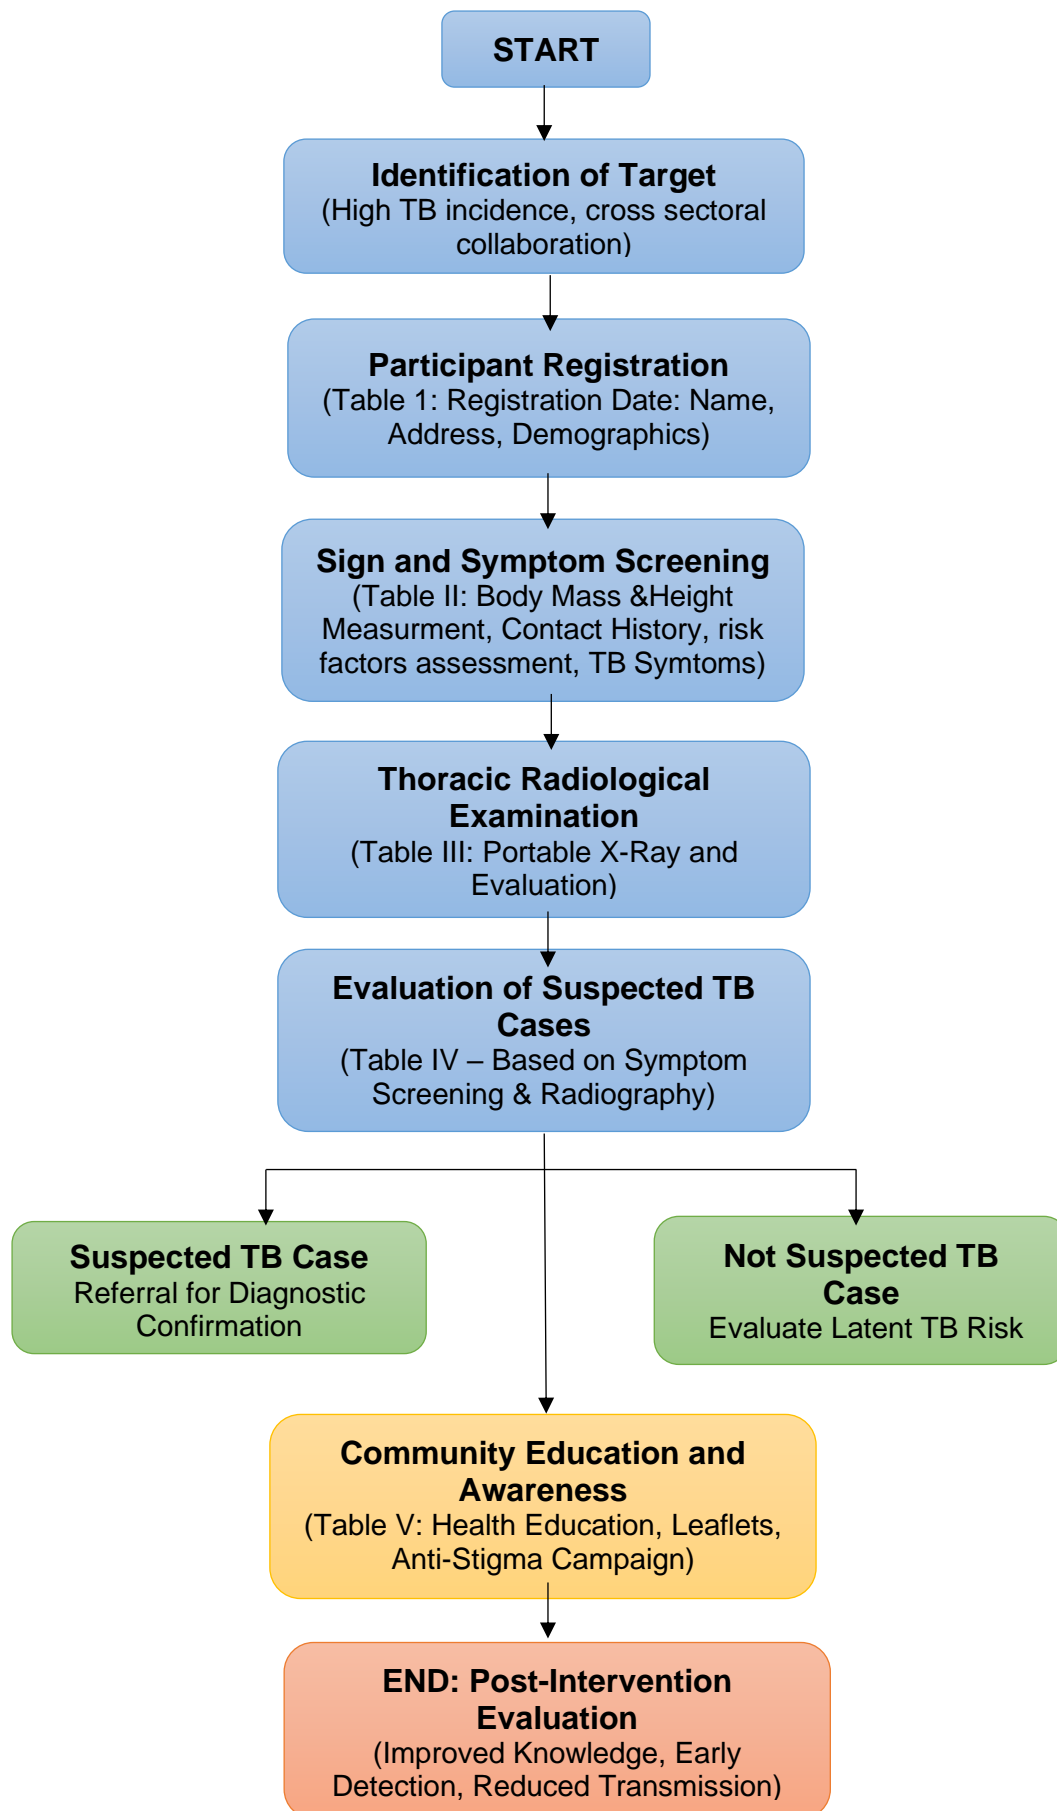 START
Identification of Target
(High TB incidence, cross sectoral
collaboration)
Participant Registration
(Table 1: Registration Date: Name,
Address, Demographics)
Sign and Symptom Screening
(Table II: Body Mass &Height
Measurment, Contact History, risk
factors assessment, TB Symtoms)
Thoracic Radiological
Examination
(Table III: Portable X-Ray and
Evaluation)
Evaluation of Suspected TB
Cases
(Table IV – Based on Symptom
Screening & Radiography)
Suspected TB Case
Referral for Diagnostic
Confirmation
Not Suspected TB
Case
Evaluate Latent TB Risk
Community Education and
Awareness
(Table V: Health Education, Leaflets,
Anti-Stigma Campaign)
END: Post-Intervention
Evaluation
(Improved Knowledge, Early
Detection, Reduced Transmission)